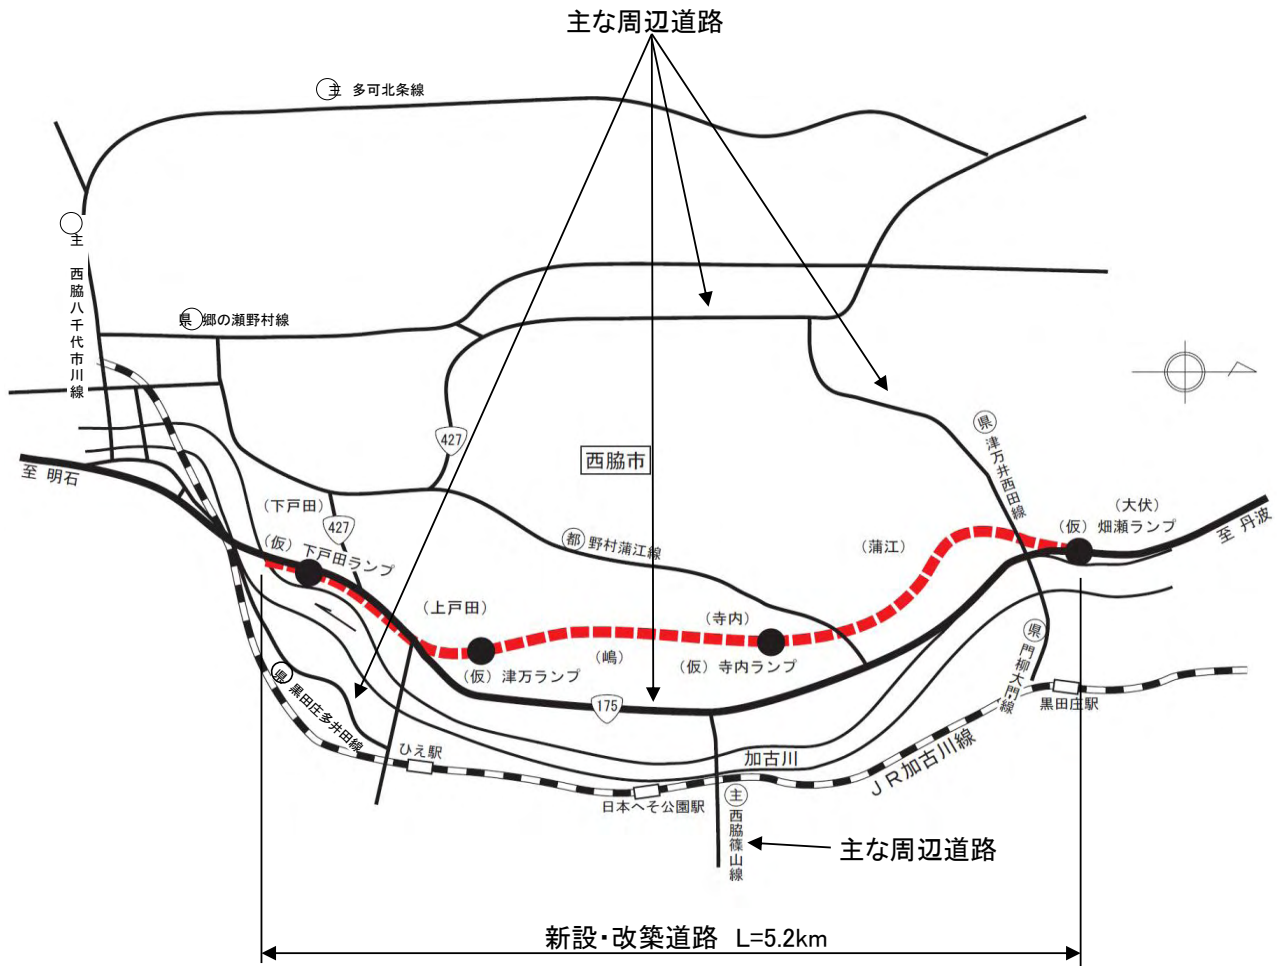 主な周辺道路
主 多可北条線
主 西脇八千代市川線
県 郷の瀬野村線
427
西脇市
県 津万井西田線
至 明石
(下戸田)
427
(仮) 下戸田ランプ
都 野村蒲江線
(蒲江)
(大伏)
(仮) 畑瀬ランプ
至 丹波
(上戸田)
(寺内)
(嶋)
(仮) 津万ランプ
(仮) 寺内ランプ
県 門柳大門線
県 黒田庄多井田線
175
黒田庄駅
ひえ駅
加古川
JR加古川線
日本へそ公園駅
主 西脇篠山線
主な周辺道路
新設・改築道路 L=5.2km